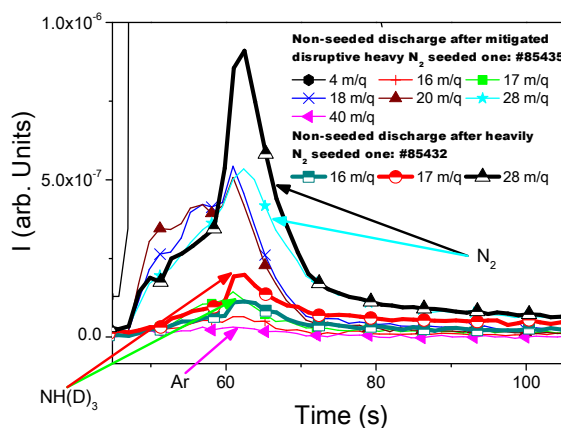 1.0x10⁻⁶
5.0x10⁻⁷
0.0
I (arb. Units)
Non-seeded discharge after mitigated
disruptive heavy N₂ seeded one: #85435
4 m/q 16 m/q 17 m/q
18 m/q 20 m/q 28 m/q
40 m/q
Non-seeded discharge after heavily
N₂ seeded one: #85432
16 m/q 17 m/q 28 m/q
N₂
NH(D)₃
Ar
60 80 100
Time (s)